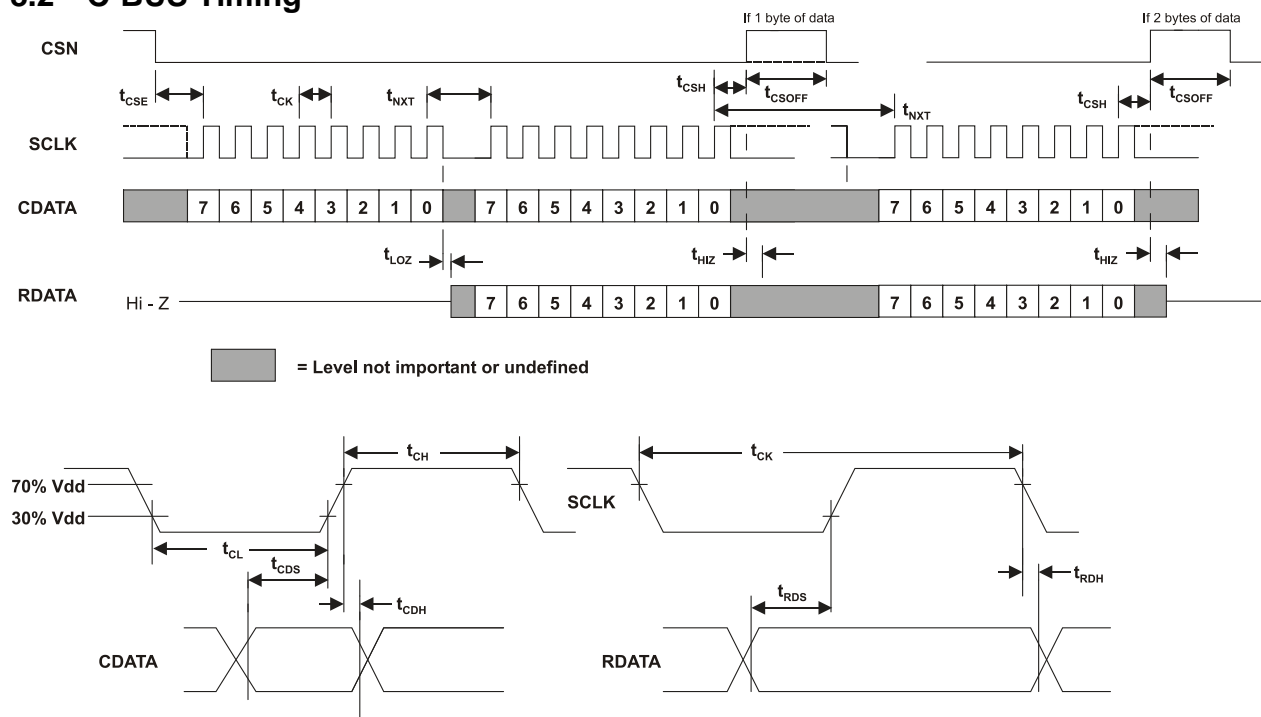 C-BUS Timing
If 1 byte of data
If 2 bytes of data
CSN
tCSE
tCK
tNXT
tCSH
tCSOFF
tNXT
tCSH
tCSOFF
SCLK
CDATA
7 6 5 4 3 2 1 0
7 6 5 4 3 2 1 0
7 6 5 4 3 2 1 0
tLOZ
tHIZ
tHIZ
RDATA
Hi - Z
7 6 5 4 3 2 1 0
7 6 5 4 3 2 1 0
= Level not important or undefined
tCH
tCK
70% Vdd
30% Vdd
SCLK
tCL
tCDS
tCDH
tRDS
tRDH
CDATA
RDATA